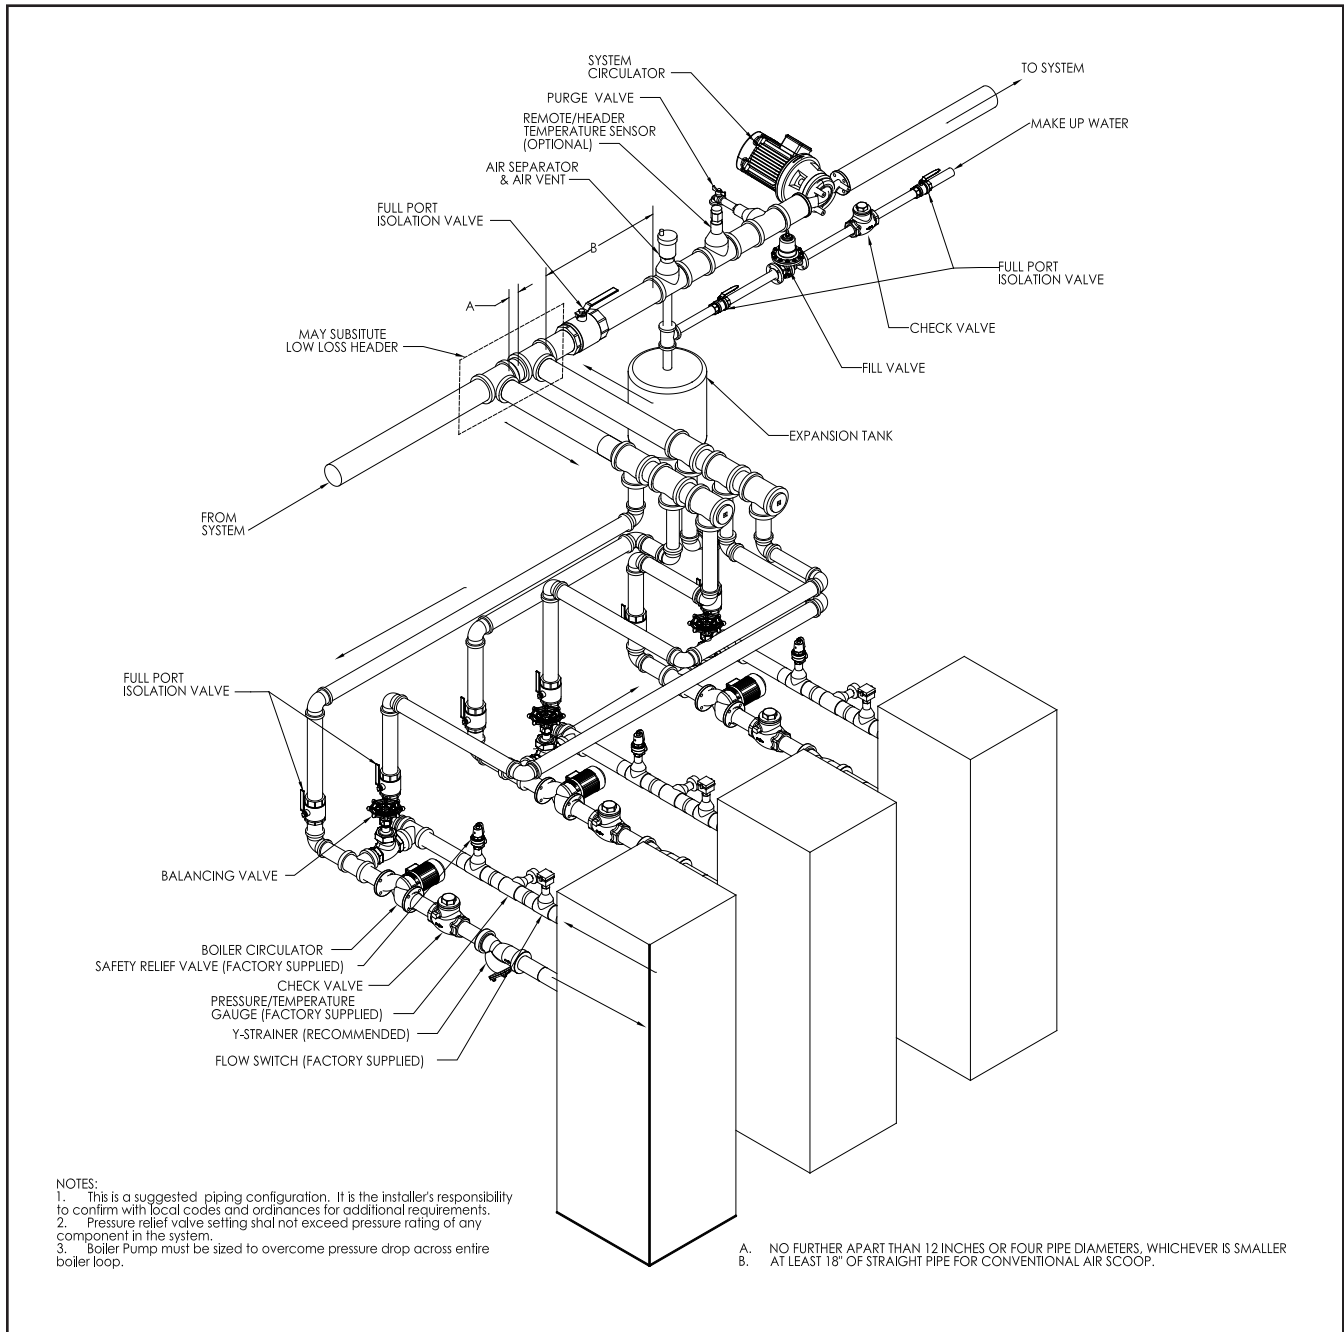 SYSTEM
CIRCULATOR
TO SYSTEM
PURGE VALVE
REMOTE/HEADER
TEMPERATURE SENSOR
(OPTIONAL)
MAKE UP WATER
AIR SEPARATOR
& AIR VENT
FULL PORT
ISOLATION VALVE
B
A
FULL PORT
ISOLATION VALVE
MAY SUBSITUTE
LOW LOSS HEADER
CHECK VALVE
FILL VALVE
EXPANSION TANK
FROM
SYSTEM
FULL PORT
ISOLATION VALVE
BALANCING VALVE
BOILER CIRCULATOR
SAFETY RELIEF VALVE (FACTORY SUPPLIED)
CHECK VALVE
PRESSURE/TEMPERATURE
GAUGE (FACTORY SUPPLIED)
Y-STRAINER (RECOMMENDED)
FLOW SWITCH (FACTORY SUPPLIED)
NOTES:
1. This is a suggested piping configuration. It is the installer's responsibility
to confirm with local codes and ordinances for additional requirements.
2. Pressure relief valve setting shal not exceed pressure rating of any
component in the system.
3. Boiler Pump must be sized to overcome pressure drop across entire
boiler loop.
A. NO FURTHER APART THAN 12 INCHES OR FOUR PIPE DIAMETERS, WHICHEVER IS SMALLER
B. AT LEAST 18" OF STRAIGHT PIPE FOR CONVENTIONAL AIR SCOOP.